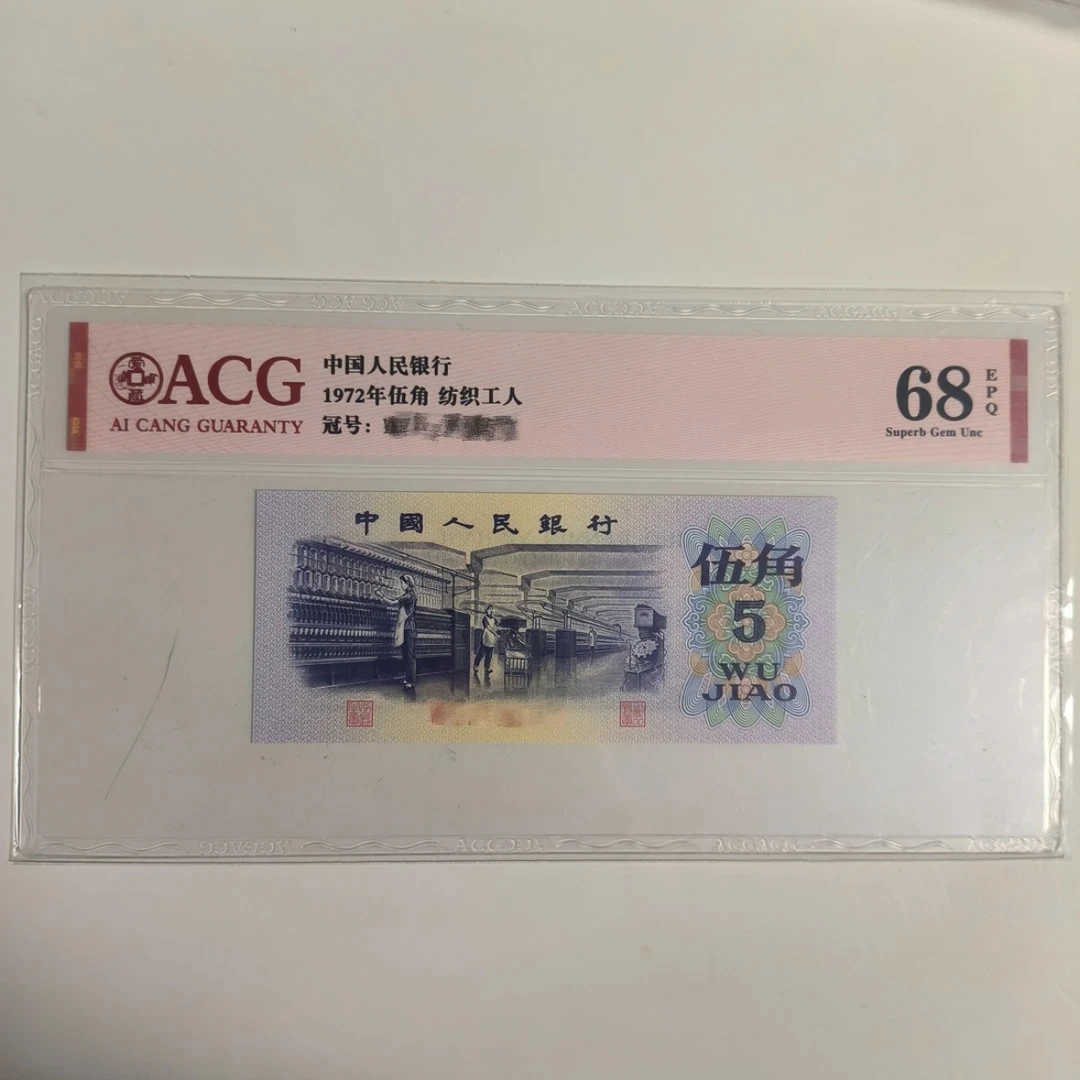 ACG
AI CANG GUARANTY
中国人民银行
1972年伍角 纺织工人
冠号:
68
EPQ
Superb Gem Unc
中國人民銀行
伍角
5
WU
JIAO